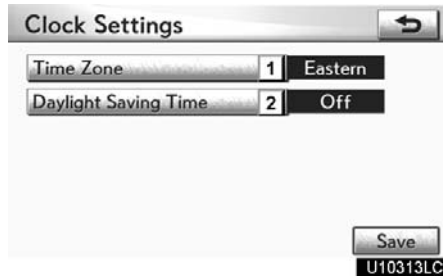 Clock Settings
Time Zone 1 Eastern
Daylight Saving Time 2 Off
Save
U10313LC